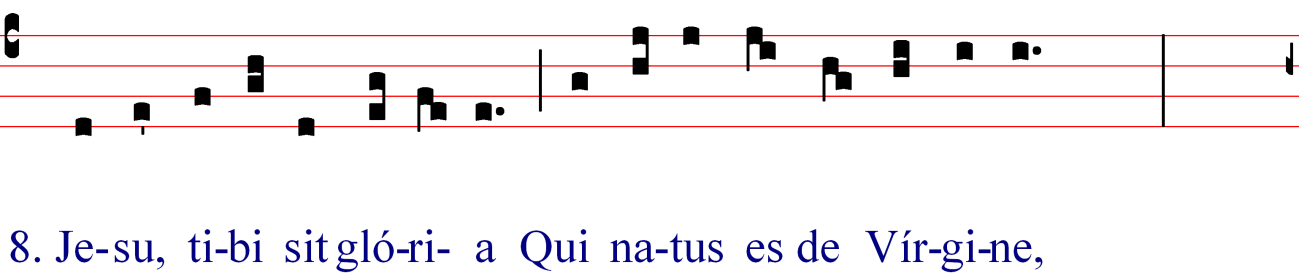 8. Je-su, ti-bi sit gló-ri- a Qui na-tus es de Vír-gi-ne,